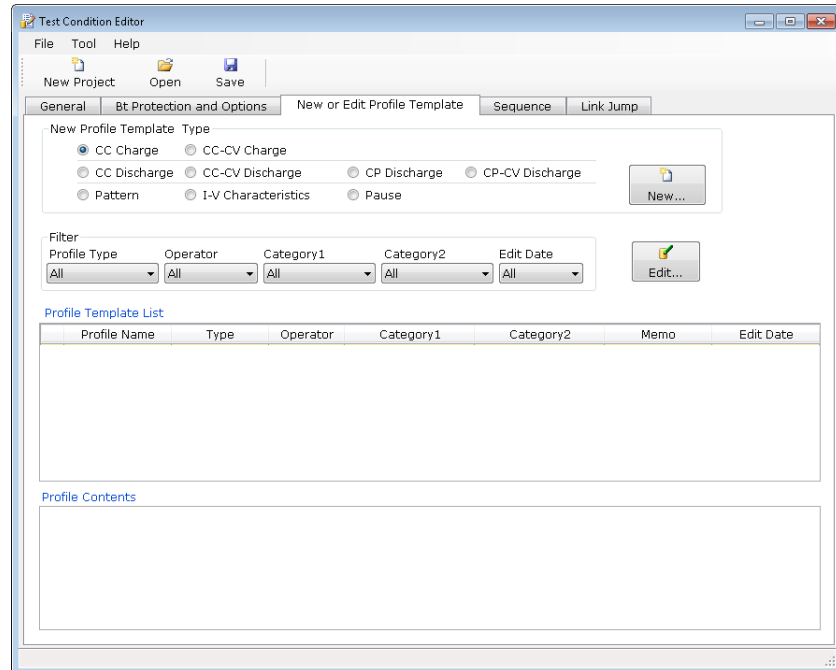 Test Condition Editor
File Tool Help
New Project Open Save
General Bt Protection and Options New or Edit Profile Template Sequence Link Jump
New Profile Template Type
CC Charge CC-CV Charge
CC Discharge CC-CV Discharge CP Discharge CP-CV Discharge
Pattern I-V Characteristics Pause
New...
Filter
Profile Type Operator Category1 Category2 Edit Date
All All All All All
Edit...
Profile Template List
Profile Name Type Operator Category1 Category2 Memo Edit Date
Profile Contents